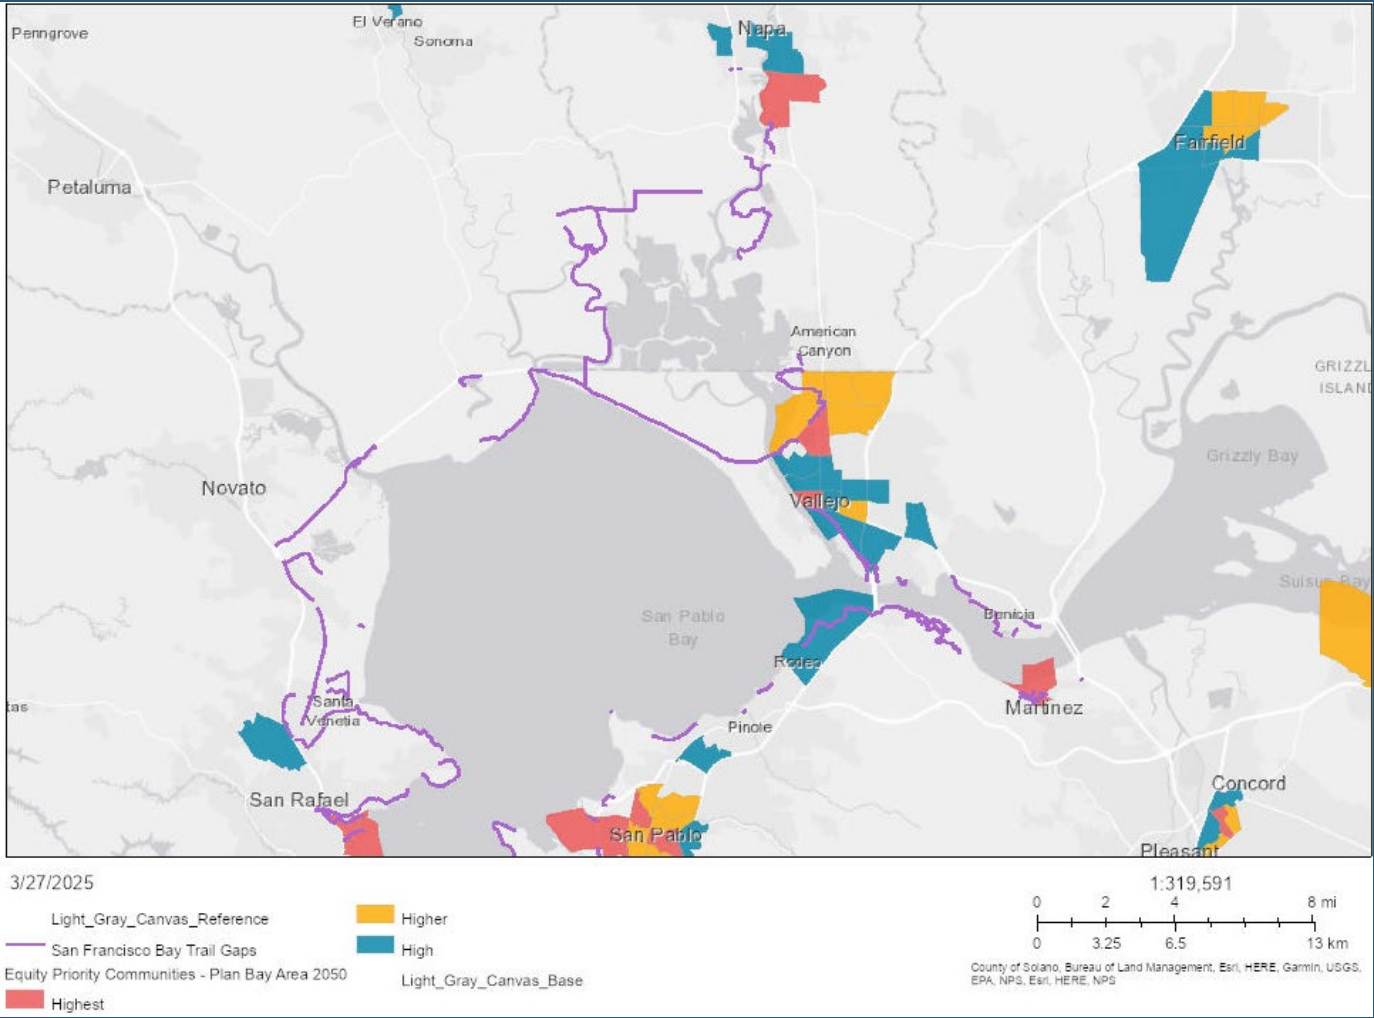 El Verano
Napa
Penngrove
Sonoma
Fairfield
Petaluma
American
Canyon
GRIZZL
ISLAND
Grizzly Bay
Novato
Vallejo
Suisun Bay
San Pablo
Bay
Benicia
Rodeo
Santa
Venetia
tas
Martinez
Pinole
Concord
San Rafael
San Pablo
Pleasant
3/27/2025
1:319,591
0 2 4 8 mi
0 3.25 6.5 13 km
Light_Gray_Canvas_Reference
Higher
San Francisco Bay Trail Gaps
High
Equity Priority Communities - Plan Bay Area 2050
Light_Gray_Canvas_Base
Highest
County of Solano, Bureau of Land Management, Esri, HERE, Garmin, USGS,
EPA, NPS, Esri, HERE, NPS